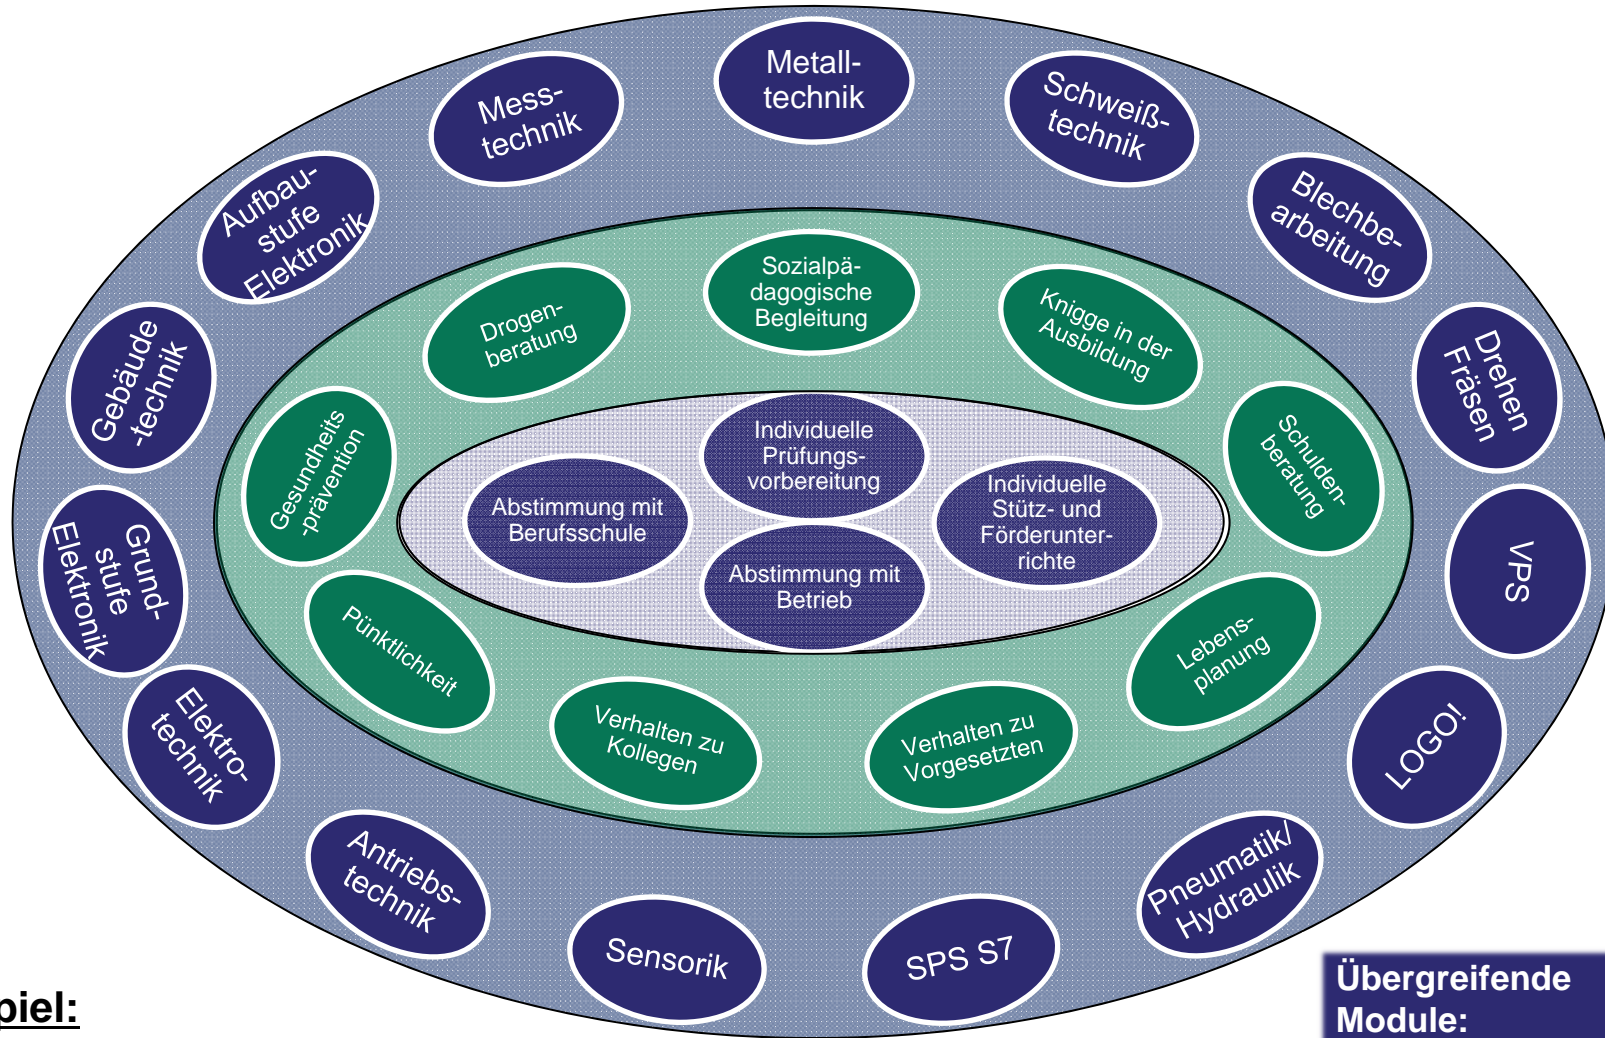 Metall-
technik
Schweiß-
technik
Blechbe-
arbeitung
Drehen
Fräsen
VPS
LOGO!
Pneumatik/
Hydraulik
SPS S7
Sensorik
Antriebs-
technik
Elektro-
technik
Grund-
stufe
Elektronik
Gebäude
-technik
Aufbau-
stufe
Elektronik
Mess-
technik
Sozialpä-
dagogische
Begleitung
Knigge in der
Ausbildung
Schulden-
beratung
Lebens-
planung
Verhalten zu
Vorgesetzten
Verhalten zu
Kollegen
Pünktlichkeit
Gesundheits
-prävention
Drogen-
beratung
Individuelle
Prüfungs-
vorbereitung
Abstimmung mit
Berufsschule
Individuelle
Stütz- und
Förderunter-
richte
Abstimmung mit
Betrieb
piel:
Übergreifende
Module: